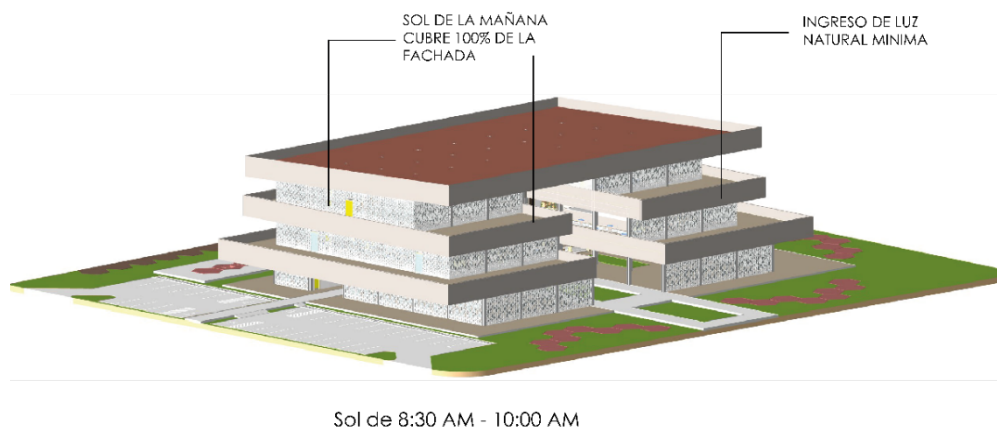 SOL DE LA MAÑANA
CUBRE 100% DE LA
FACHADA
INGRESO DE LUZ
NATURAL MINIMA
Sol de 8:30 AM - 10:00 AM